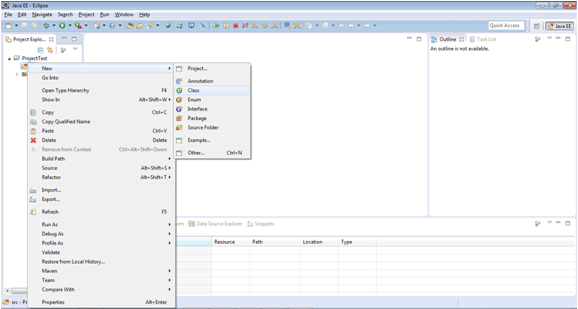 Java EE - Eclipse
File Edit Navigate Search Project Run Window Help
Quick Access
Java EE
Project Explo...
Outline Task List
An outline is not available.
ProjectTest
New
Go Into
Open Type Hierarchy F4
Show In Alt+Shift+W
Copy Ctrl+C
Copy Qualified Name
Paste Ctrl+V
Delete Delete
Remove from Context Ctrl+Alt+Shift+Down
Build Path
Source Alt+Shift+S
Refactor Alt+Shift+T
Import...
Export...
Refresh F5
Run As
Debug As
Profile As
Validate
Restore from Local History...
Maven
Team
Compare With
Properties Alt+Enter
Project...
Annotation
Class
Enum
Interface
Package
Source Folder
Example...
Other... Ctrl+N
Data Source Explorer Snippets
Resource Path Location Type